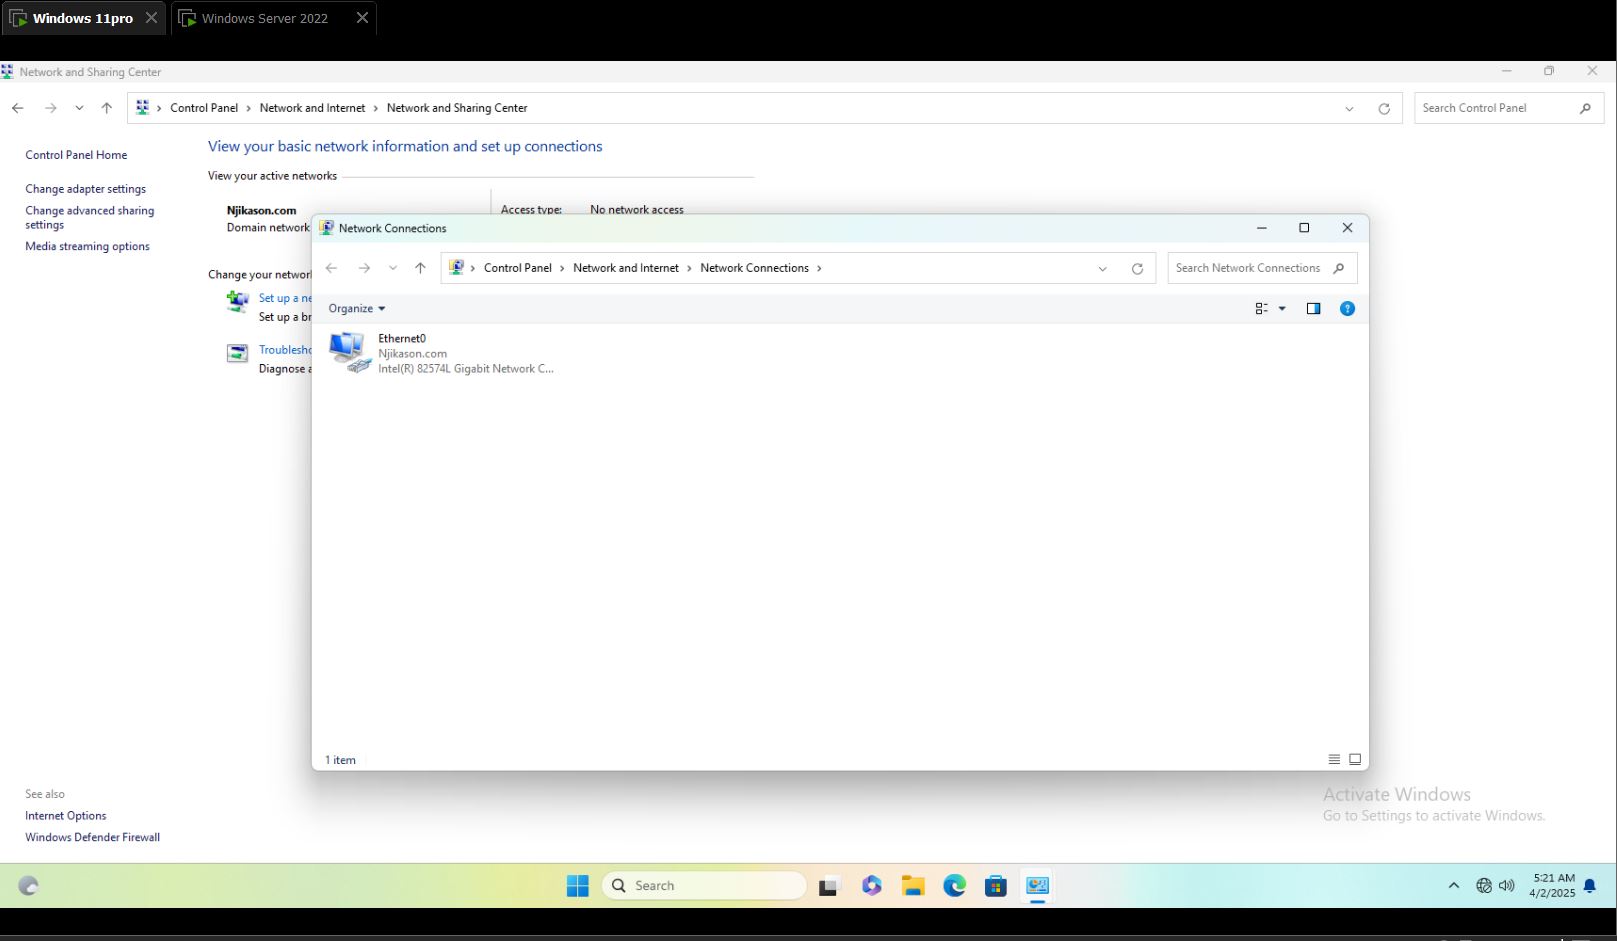 Windows 11pro
Windows Server 2022
Network and Sharing Center
Control Panel > Network and Internet > Network and Sharing Center
Search Control Panel
Control Panel Home
Change adapter settings
Change advanced sharing
settings
Media streaming options
View your basic network information and set up connections
View your active networks
Njikason.com
Domain network
Access type: No network access
Change your networ
Set up a ne
Set up a br
Troublesho
Diagnose a
Network Connections
Control Panel > Network and Internet > Network Connections >
Search Network Connections
Organize
Ethernet0
Njikason.com
Intel(R) 82574L Gigabit Network C...
1 item
See also
Internet Options
Windows Defender Firewall
Activate Windows
Go to Settings to activate Windows.
Search
5:21 AM
4/2/2025